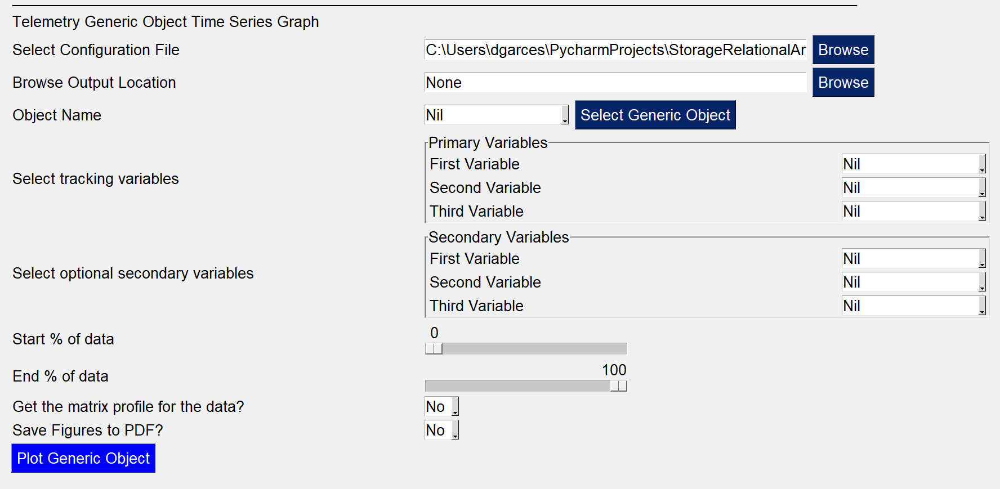 Telemetry Generic Object Time Series Graph
Select Configuration File C:\Users\dgarces\PycharmProjects\StorageRelationalAr Browse
Browse Output Location None Browse
Object Name Nil Select Generic Object
Primary Variables
First Variable Nil
Select tracking variables
Second Variable Nil
Third Variable Nil
Secondary Variables
First Variable Nil
Select optional secondary variables
Second Variable Nil
Third Variable Nil
0
Start % of data
100
End % of data
Get the matrix profile for the data? No
Save Figures to PDF? No
Plot Generic Object